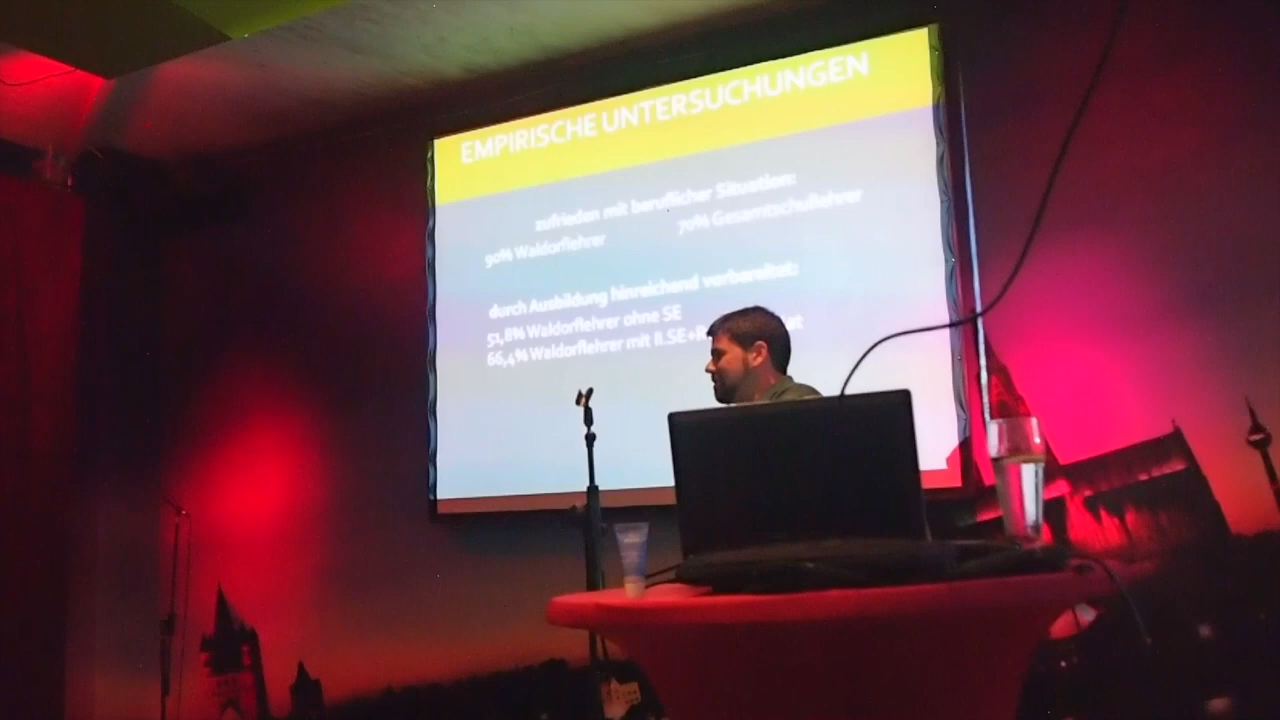 EMPIRISCHE UNTERSUCHUNGEN
zufrieden mit beruflicher Situation:
90% Waldorflehrer 70% Gesamtschullehrer
durch Ausbildung hinreichend vorbereitet:
51,8% Waldorflehrer ohne SE
66,4% Waldorflehrer mit II.SE+